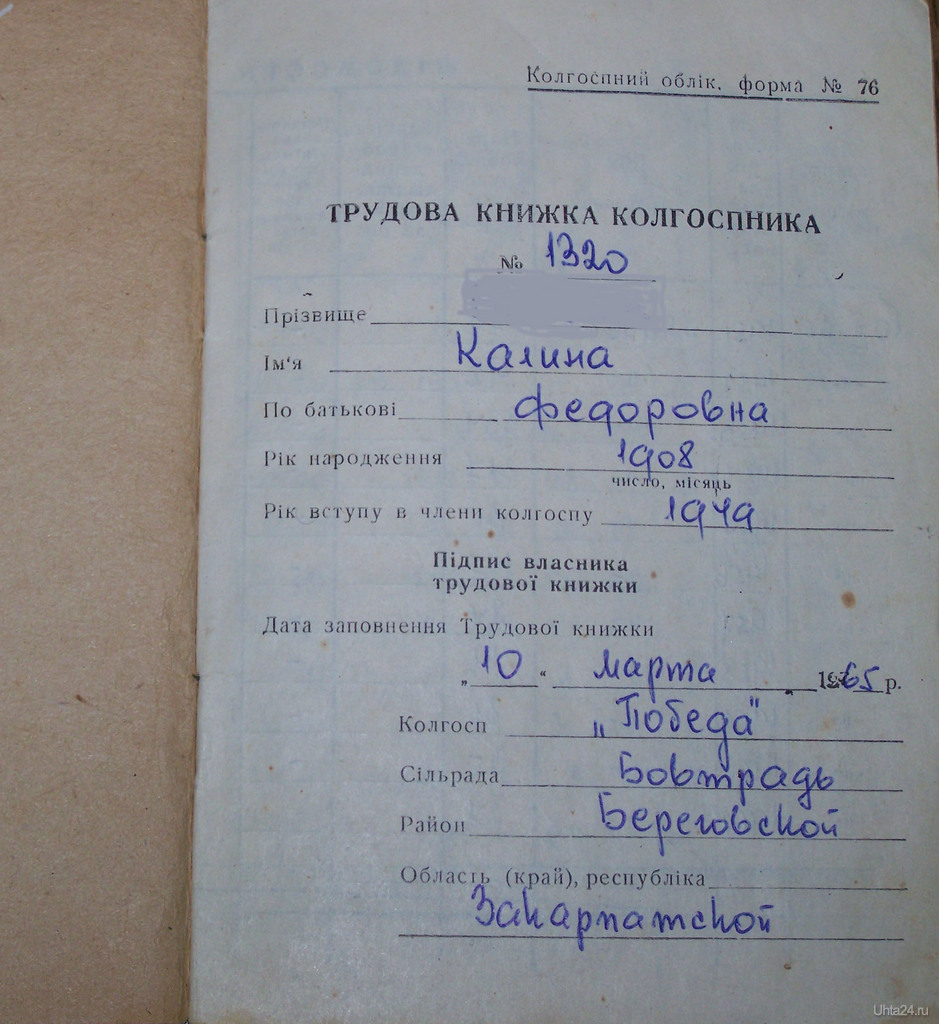 Колгоспний облік, форма № 76
ТРУДОВА КНИЖКА КОЛГОСПНИКА
№ 1320
Прізвище
Ім'я Калина
По батькові Федоровна
Рік народження 1908
число, місяць
Рік вступу в члени колгоспу 1949
Підпис власника
трудової книжки
Дата заповнення Трудової книжки
„10" марта 1965 р.
Колгосп „Победа"
Сільрада Бовтрадь
Район Береговской
Область (край), республіка
Закарпатской
Uhta24.ru